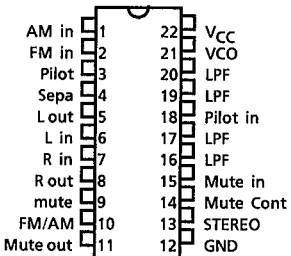 AM in 1 22 VCC
FM in 2 21 VCO
Pilot 3 20 LPF
Sepa 4 19 LPF
L out 5 18 Pilot in
L in 6 17 LPF
R in 7 16 LPF
R out 8 15 Mute in
mute 9 14 Mute Cont
FM/AM 10 13 STEREO
Mute out 11 12 GND